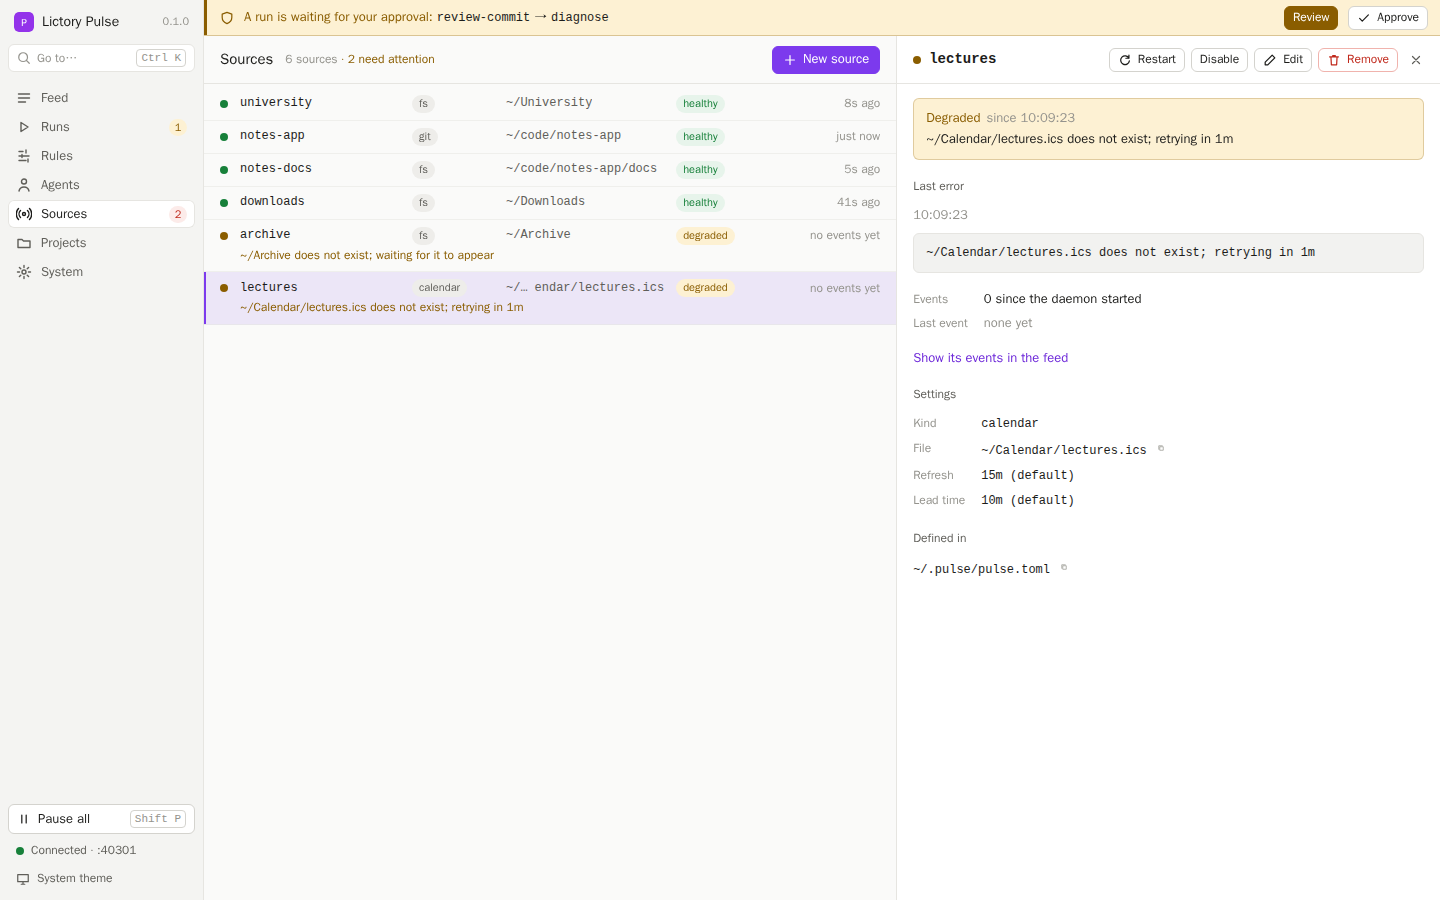 P Lictory Pulse 0.1.0
Go to··· Ctrl K
Feed
Runs 1
Rules
Agents
Sources 2
Projects
System
Pause all Shift P
Connected · :40301
System theme
A run is waiting for your approval: review-commit → diagnose
Review
Approve
Sources 6 sources · 2 need attention
New source
university fs ~/University healthy 8s ago
notes-app git ~/code/notes-app healthy just now
notes-docs fs ~/code/notes-app/docs healthy 5s ago
downloads fs ~/Downloads healthy 41s ago
archive fs ~/Archive degraded no events yet
~/Archive does not exist; waiting for it to appear
lectures calendar ~/… endar/lectures.ics degraded no events yet
~/Calendar/lectures.ics does not exist; retrying in 1m
lectures
Restart
Disable
Edit
Remove
Degraded since 10:09:23
~/Calendar/lectures.ics does not exist; retrying in 1m
Last error
10:09:23
~/Calendar/lectures.ics does not exist; retrying in 1m
Events 0 since the daemon started
Last event none yet
Show its events in the feed
Settings
Kind calendar
File ~/Calendar/lectures.ics
Refresh 15m (default)
Lead time 10m (default)
Defined in
~/.pulse/pulse.toml